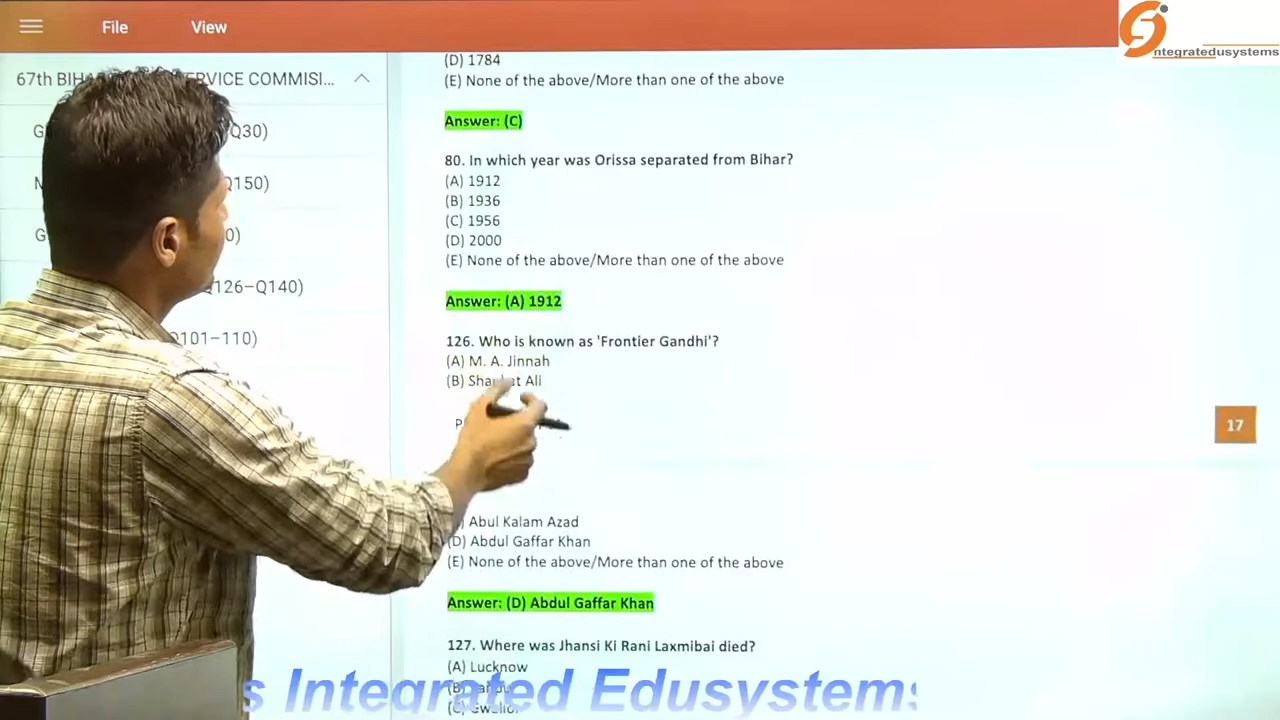 File
View
ntegratedusystems
67th BIHA RVICE COMMISI...
Q30)
Q150)
0)
Q126–Q140)
Q101–110)
(D) 1784
(E) None of the above/More than one of the above
Answer: (C)
80. In which year was Orissa separated from Bihar?
(A) 1912
(B) 1936
(C) 1956
(D) 2000
(E) None of the above/More than one of the above
Answer: (A) 1912
126. Who is known as 'Frontier Gandhi'?
(A) M. A. Jinnah
(B) Ali
17
Abul Kalam Azad
(D) Abdul Gaffar Khan
(E) None of the above/More than one of the above
Answer: (D) Abdul Gaffar Khan
127. Where was Jhansi Ki Rani Laxmibai died?
(A) Lucknow
s Integrated Edusystems